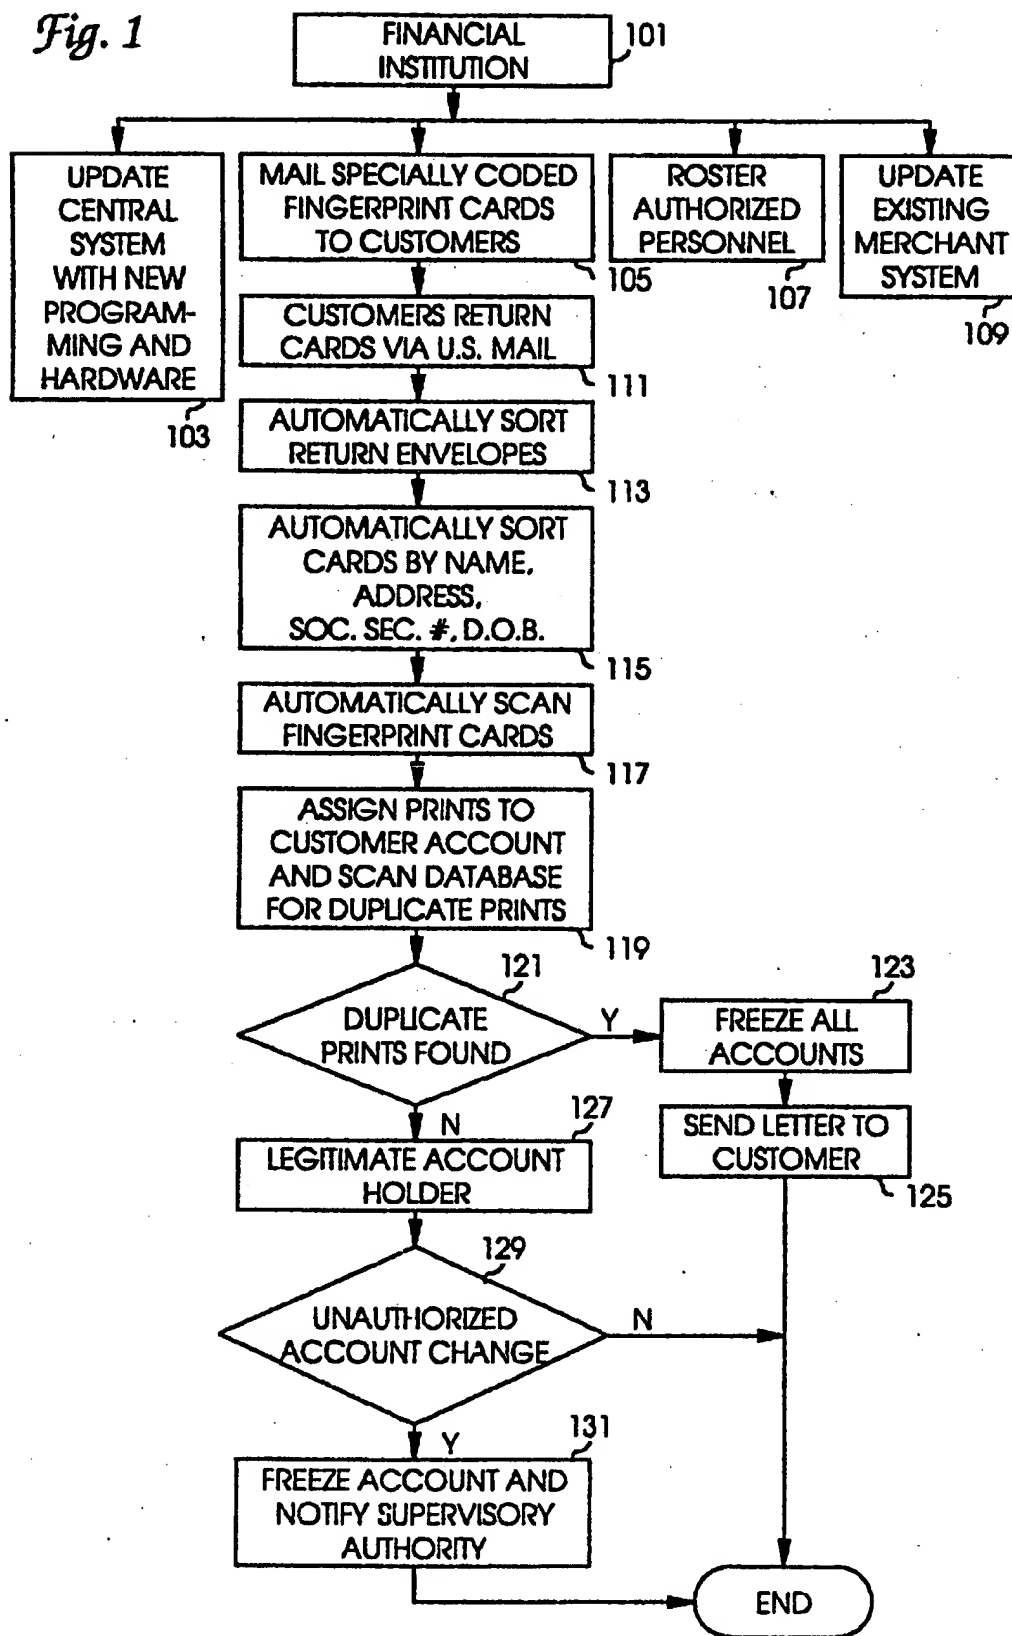 Fig. 1
FINANCIAL
INSTITUTION
101
UPDATE
CENTRAL
SYSTEM
WITH NEW
PROGRAM-
MING AND
HARDWARE
103
MAIL SPECIALLY CODED
FINGERPRINT CARDS
TO CUSTOMERS
105
ROSTER
AUTHORIZED
PERSONNEL
107
UPDATE
EXISTING
MERCHANT
SYSTEM
109
CUSTOMERS RETURN
CARDS VIA U.S. MAIL
111
AUTOMATICALLY SORT
RETURN ENVELOPES
113
AUTOMATICALLY SORT
CARDS BY NAME,
ADDRESS,
SOC. SEC. #, D.O.B.
115
AUTOMATICALLY SCAN
FINGERPRINT CARDS
117
ASSIGN PRINTS TO
CUSTOMER ACCOUNT
AND SCAN DATABASE
FOR DUPLICATE PRINTS
119
121
DUPLICATE
PRINTS FOUND
Y
N
123
FREEZE ALL
ACCOUNTS
SEND LETTER TO
CUSTOMER
125
127
LEGITIMATE ACCOUNT
HOLDER
129
UNAUTHORIZED
ACCOUNT CHANGE
N
Y
131
FREEZE ACCOUNT AND
NOTIFY SUPERVISORY
AUTHORITY
END